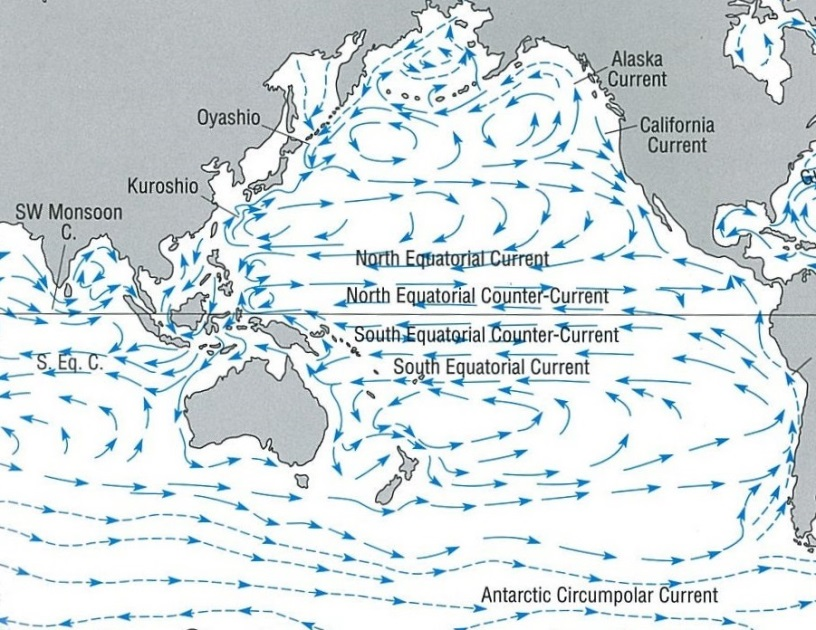 Alaska
Current
Oyashio
California
Current
Kuroshio
SW Monsoon
C.
North Equatorial Current
North Equatorial Counter-Current
South Equatorial Counter-Current
S. Eq. C.
South Equatorial Current
Antarctic Circumpolar Current